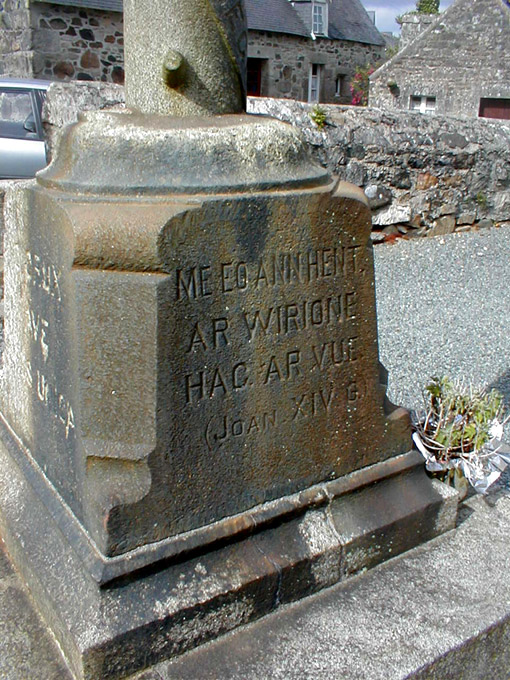 ME EO ANN HENT,
AR WIRIONE
HAG AR VUE
(JOAN XIV 6)